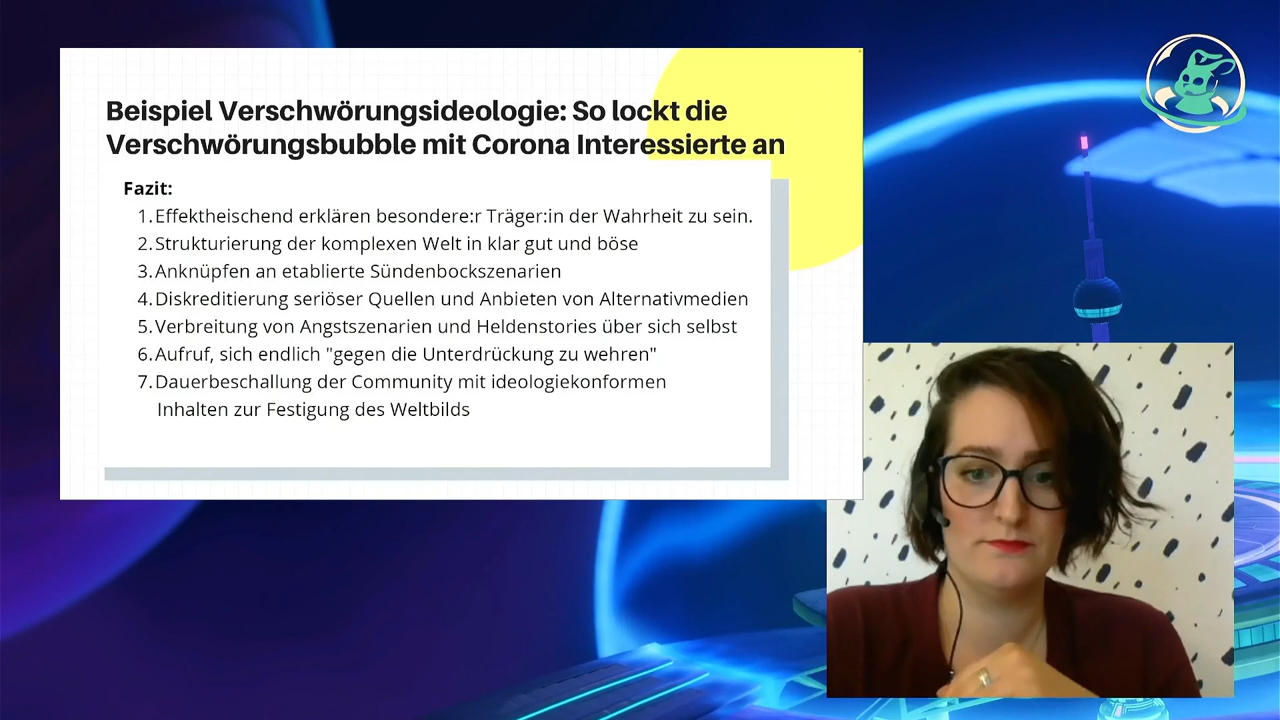 Beispiel Verschwörungsideologie: So lockt die
Verschwörungsbubble mit Corona Interessierte an
Fazit:
1. Effektheischend erklären besondere:r Träger:in der Wahrheit zu sein.
2. Strukturierung der komplexen Welt in klar gut und böse
3. Anknüpfen an etablierte Sündenbockszenarien
4. Diskreditierung seriöser Quellen und Anbieten von Alternativmedien
5. Verbreitung von Angstszenarien und Heldenstories über sich selbst
6. Aufruf, sich endlich "gegen die Unterdrückung zu wehren"
7. Dauerbeschallung der Community mit ideologiekonformen
Inhalten zur Festigung des Weltbilds